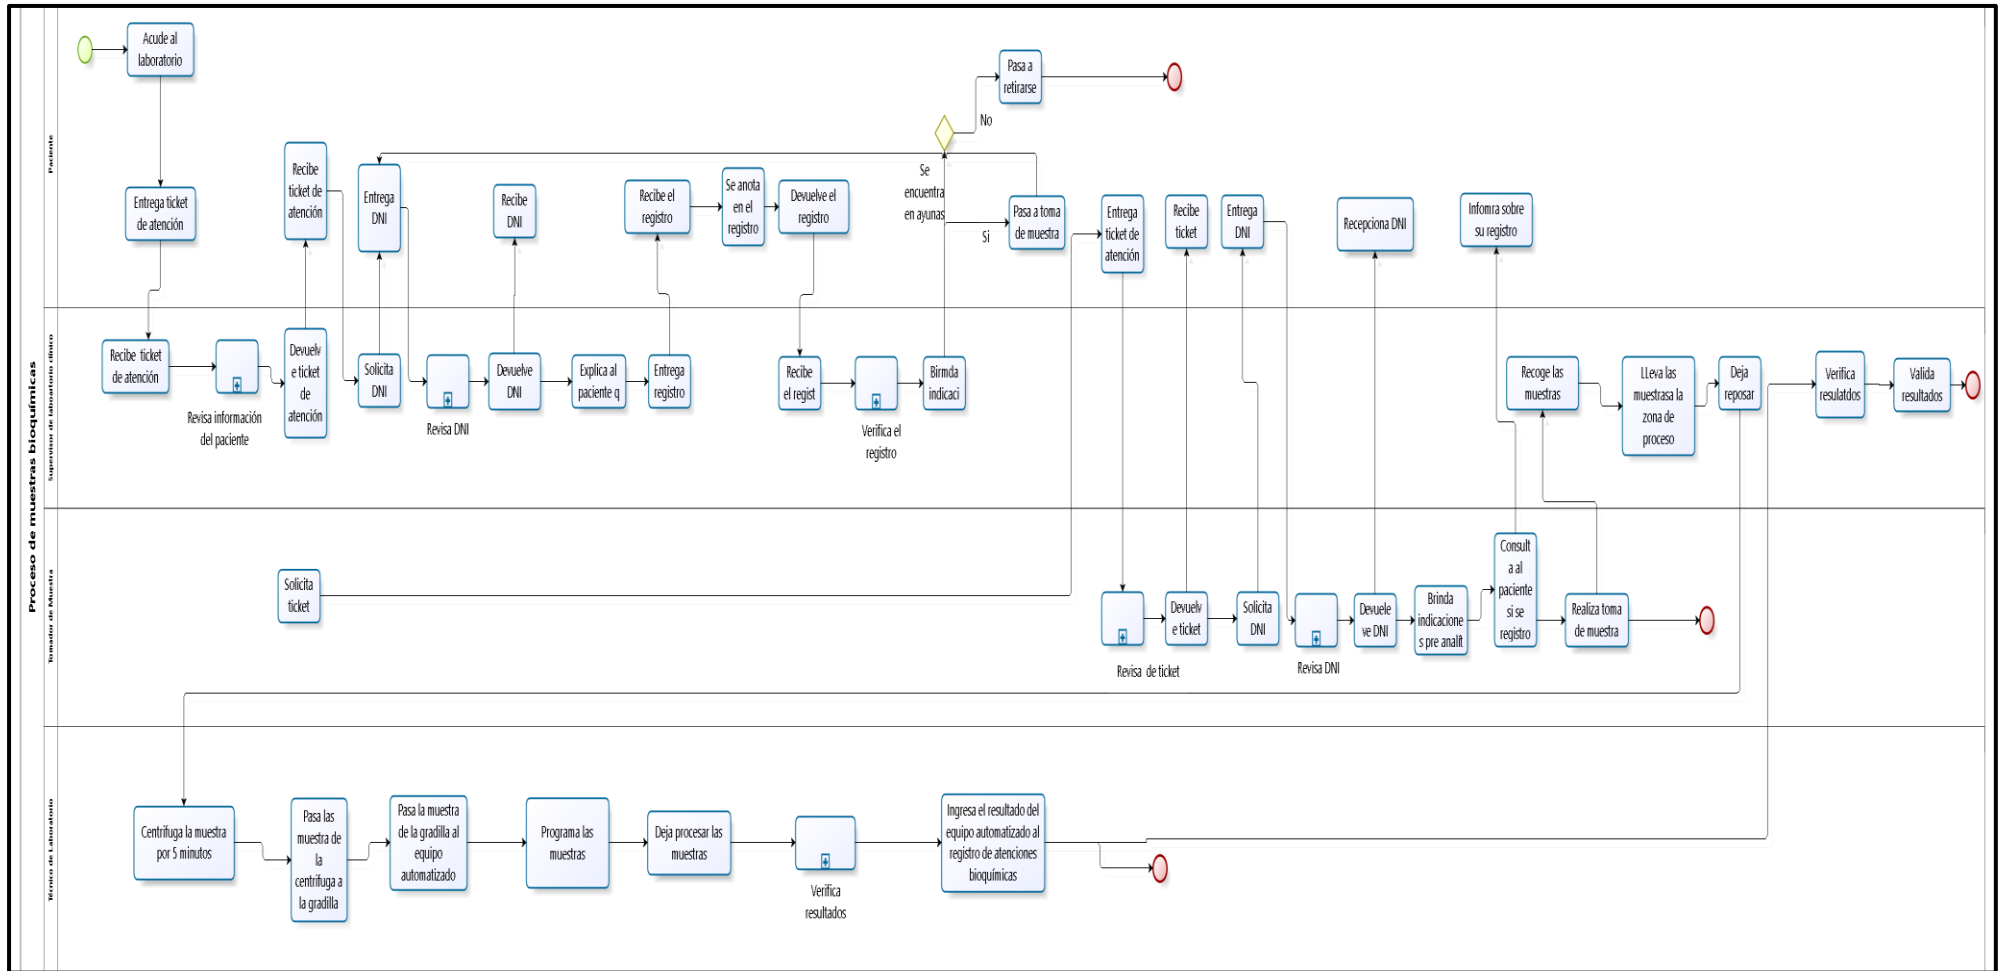 Proceso de muestras bioquímicas
Paciente
Acude al
laboratorio
Entrega ticket
de atención
Recibe
ticket de
atención
Entrega
DNI
Recibe
DNI
Recibe el
registro
Se anota
en el
registro
Devuelve el
registro
Se
encuentra
en ayunas
No
Si
Pasa a
retirarse
Pasa a toma
de muestra
Entrega
ticket de
atención
Recibe
ticket
Entrega
DNI
Recepciona DNI
Infomra sobre
su registro
Supervisor de laboratorio clínico
Recibe ticket
de atención
Revisa información
del paciente
Devuelv
e ticket
de
atención
Solicita
DNI
Revisa DNI
Devuelve
DNI
Explica al
paciente q
Entrega
registro
Recibe
el regist
Verifica el
registro
Birmda
indicaci
Recoge las
muestras
LLeva las
muestrasa la
zona de
proceso
Deja
reposar
Verifica
resulatdos
Valida
resultados
Tomador de Muestra
Solicita
ticket
Revisa de ticket
Devuelv
e ticket
Solicita
DNI
Revisa DNI
Devuele
ve DNI
Brinda
indicacione
s pre analít
Consult
a al
paciente
si se
registro
Realiza toma
de muestra
Técnico de Laboratorio
Centrifuga la muestra
por 5 minutos
Pasa las
muestra de
la
centrifuga a
la gradilla
Pasa la muestra
de la gradilla al
equipo
automatizado
Programa las
muestras
Deja procesar las
muestras
Verifica
resultados
Ingresa el resultado del
equipo automatizado al
registro de atenciones
bioquímicas